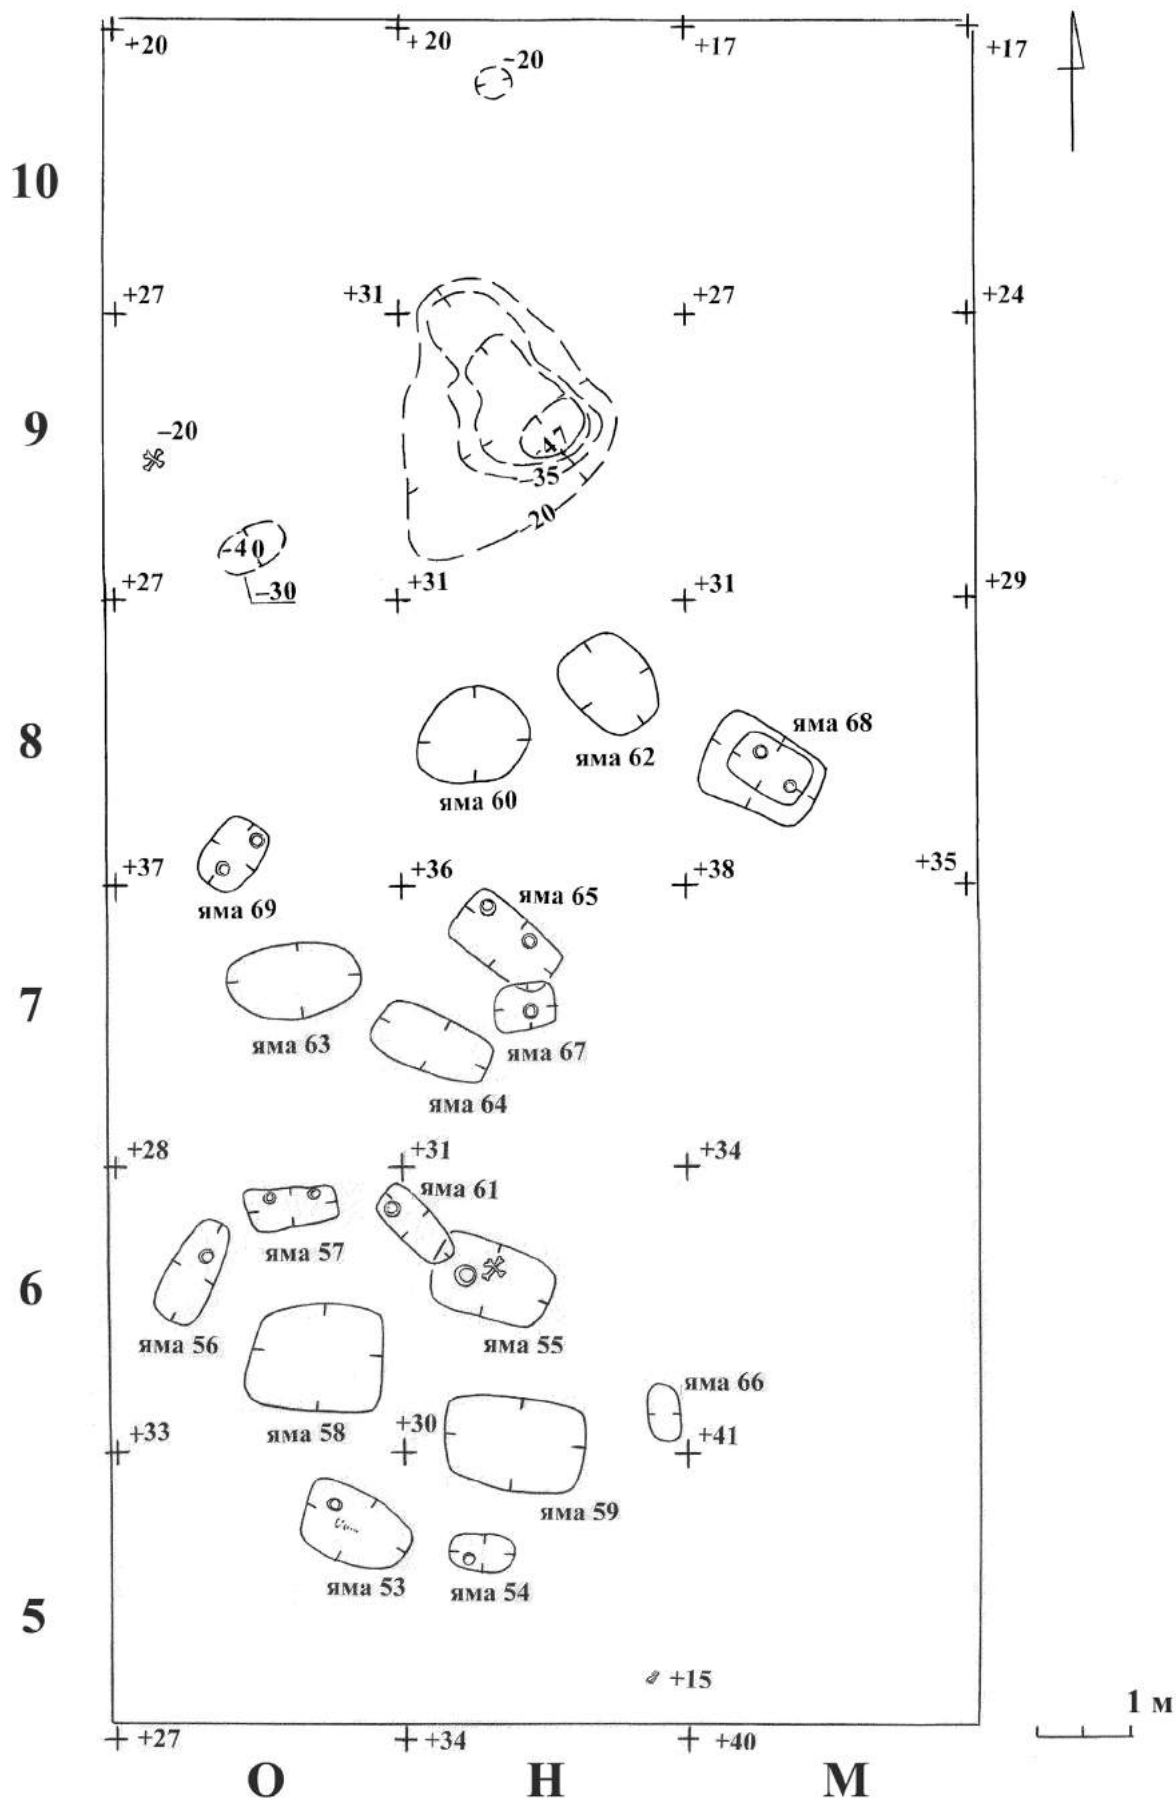 +20 +20 +17 +17
-20
10
+27 +31 +27 +24
9
-20
-47
-35
-20
-40
-30
+27 +31 +31 +29
8
яма 68
яма 62
яма 60
+37 +36 +38 +35
яма 65
яма 69
7
яма 63
яма 67
яма 64
+28 +31 +34
яма 61
яма 57
6
яма 56
яма 55
яма 66
+33 яма 58 +30 +41
яма 59
яма 53 яма 54
5
+15
1 м
+27 +34 +40
О Н М